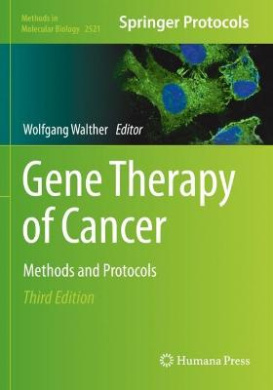 Methods in
Molecular Biology 2521
Springer Protocols
Wolfgang Walther Editor
Gene Therapy
of Cancer
Methods and Protocols
Third Edition
Humana Press